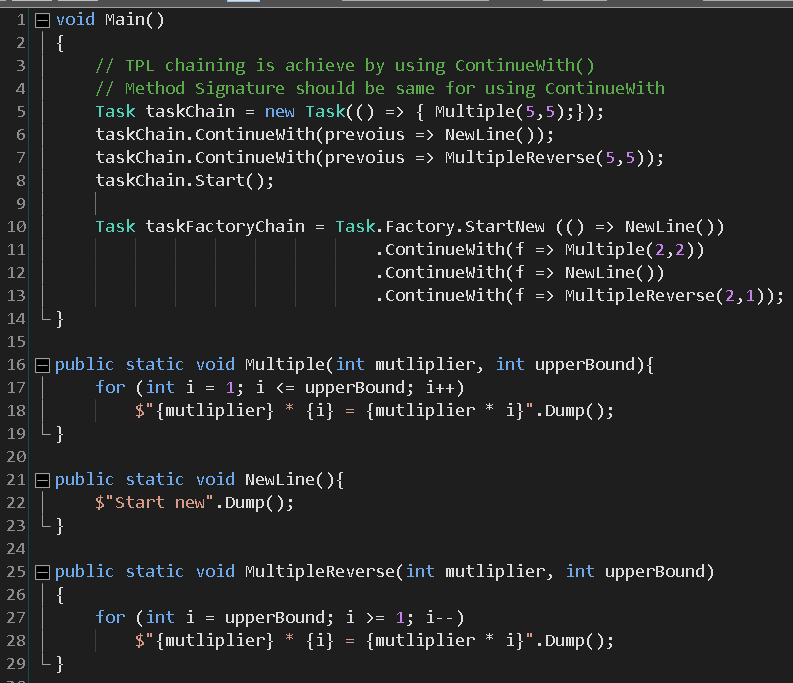 1 void Main()
2 {
3 // TPL chaining is achieve by using ContinueWith()
4 // Method Signature should be same for using ContinueWith
5 Task taskChain = new Task(() => { Multiple(5,5);});
6 taskChain.ContinueWith(prevoius => NewLine());
7 taskChain.ContinueWith(prevoius => MultipleReverse(5,5));
8 taskChain.Start();
9
10 Task taskFactoryChain = Task.Factory.StartNew (() => NewLine())
11 .ContinueWith(f => Multiple(2,2))
12 .ContinueWith(f => NewLine())
13 .ContinueWith(f => MultipleReverse(2,1));
14 }
15
16 public static void Multiple(int mutliplier, int upperBound){
17 for (int i = 1; i <= upperBound; i++)
18 $"{mutliplier} * {i} = {mutliplier * i}".Dump();
19 }
20
21 public static void NewLine(){
22 $"Start new".Dump();
23 }
24
25 public static void MultipleReverse(int mutliplier, int upperBound)
26 {
27 for (int i = upperBound; i >= 1; i--)
28 $"{mutliplier} * {i} = {mutliplier * i}".Dump();
29 }